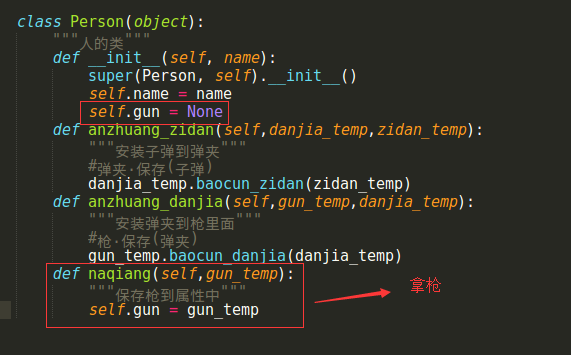 class Person(object):
    """人的类"""
    def __init__(self, name):
        super(Person, self).__init__()
        self.name = name
        self.gun = None
    def anzhuang_zidan(self,danjia_temp,zidan_temp):
        """安装子弹到弹夹"""
        #弹夹.保存(子弹)
        danjia_temp.baocun_zidan(zidan_temp)
    def anzhuang_danjia(self,gun_temp,danjia_temp):
        """安装弹夹到枪里面"""
        #枪.保存(弹夹)
        gun_temp.baocun_danjia(danjia_temp)
    def naqiang(self,gun_temp):
        """保存枪到属性中"""
        self.gun = gun_temp
拿枪